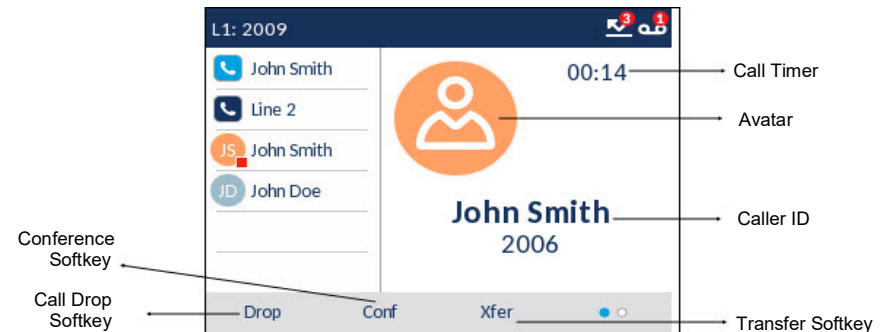 L1: 2009
3
1
John Smith
00:14
Call Timer
Line 2
Avatar
JS John Smith
JD John Doe
John Smith
Caller ID
2006
Conference
Softkey
Call Drop
Softkey
Drop Conf Xfer
Transfer Softkey